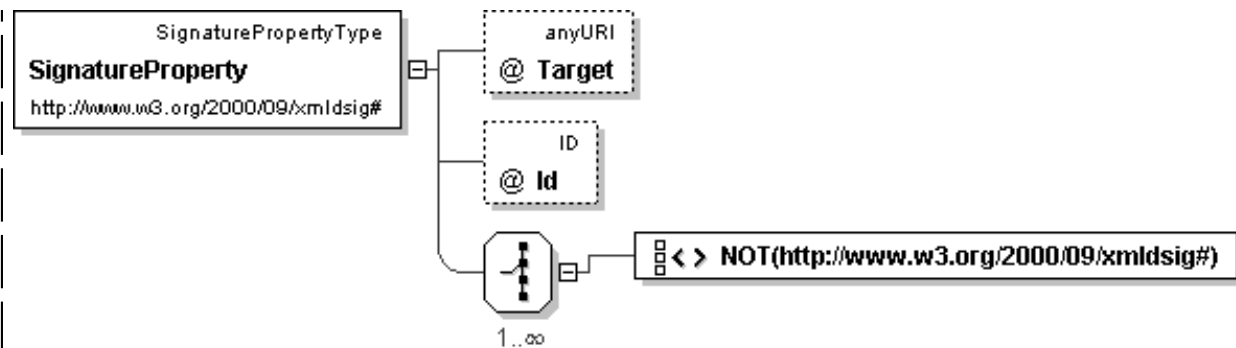 SignaturePropertyType
SignatureProperty
http://www.w3.org/2000/09/xmldsig#
anyURI
@ Target
ID
@ Id
< > NOT(http://www.w3.org/2000/09/xmldsig#)
1..∞